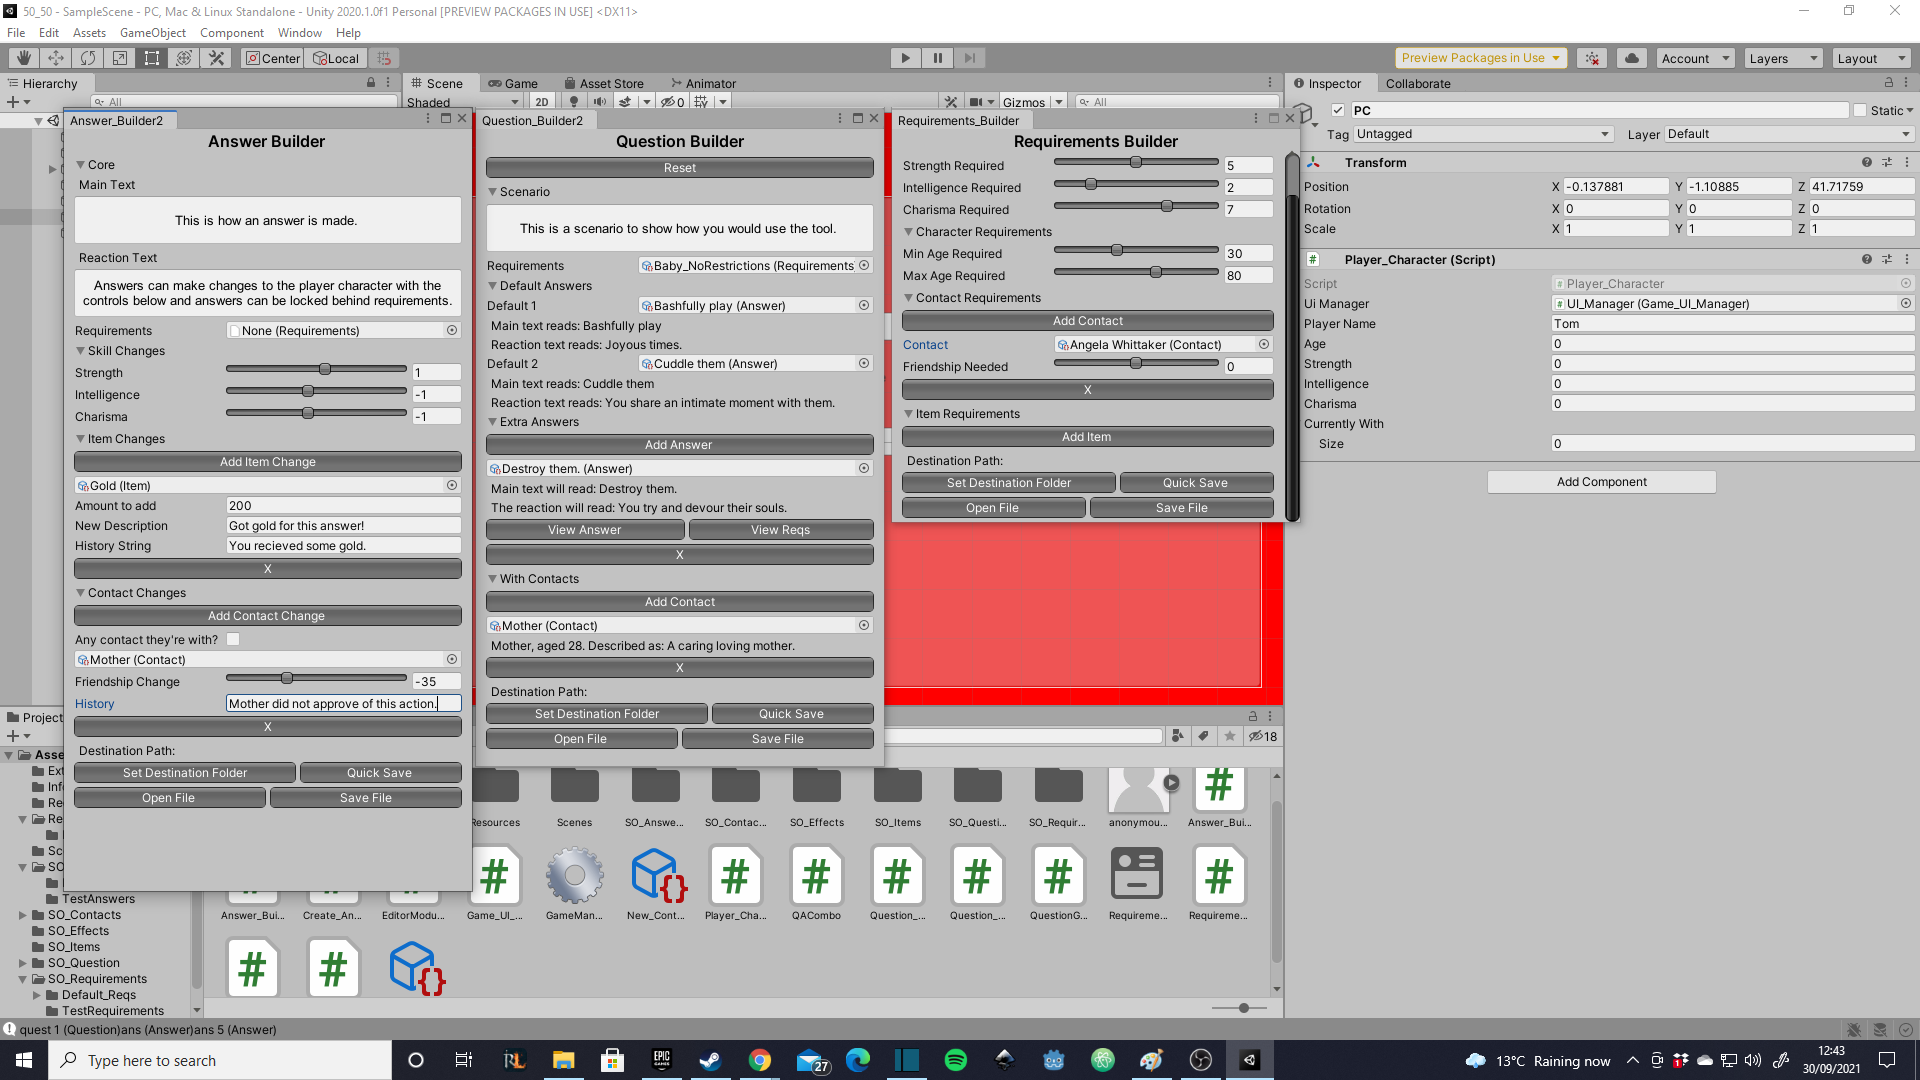 50_50 - SampleScene - PC, Mac & Linux Standalone - Unity 2020.1.0f1 Personal [PREVIEW PACKAGES IN USE] <DX11>
File Edit Assets GameObject Component Window Help
Center Local Preview Packages in Use Account Layers Layout
Hierarchy
All
Scene Game Asset Store Animator
Shaded 2D 0 Gizmos All
Answer_Builder2
Answer Builder
Core
Main Text
This is how an answer is made.
Reaction Text
Answers can make changes to the player character with the
controls below and answers can be locked behind requirements.
Requirements None (Requirements)
Skill Changes
Strength 1
Intelligence -1
Charisma -1
Item Changes
Add Item Change
Gold (Item)
Amount to add 200
New Description Got gold for this answer!
History String You recieved some gold.
X
Contact Changes
Add Contact Change
Any contact they're with?
Mother (Contact)
Friendship Change -35
History Mother did not approve of this action.
X
Destination Path:
Set Destination Folder Quick Save
Open File Save File
Question_Builder2
Question Builder
Reset
Scenario
This is a scenario to show how you would use the tool.
Requirements Baby_NoRestrictions (Requirements
Default Answers
Default 1 Bashfully play (Answer)
Main text reads: Bashfully play
Reaction text reads: Joyous times.
Default 2 Cuddle them (Answer)
Main text reads: Cuddle them
Reaction text reads: You share an intimate moment with them.
Extra Answers
Add Answer
Destroy them. (Answer)
Main text will read: Destroy them.
The reaction will read: You try and devour their souls.
View Answer View Reqs
X
With Contacts
Add Contact
Mother (Contact)
Mother, aged 28. Described as: A caring loving mother.
X
Destination Path:
Set Destination Folder Quick Save
Open File Save File
Requirements_Builder
Requirements Builder
Strength Required 5
Intelligence Required 2
Charisma Required 7
Character Requirements
Min Age Required 30
Max Age Required 80
Contact Requirements
Add Contact
Contact Angela Whittaker (Contact)
Friendship Needed 0
X
Item Requirements
Add Item
Destination Path:
Set Destination Folder Quick Save
Open File Save File
Inspector Collaborate
PC Static
Tag Untagged Layer Default
Transform
Position X -0.137881 Y -1.10885 Z 41.71759
Rotation X 0 Y 0 Z 0
Scale X 1 Y 1 Z 1
Player_Character (Script)
Script Player_Character
Ui Manager UI_Manager (Game_UI_Manager)
Player Name Tom
Age 0
Strength 0
Intelligence 0
Charisma 0
Currently With
Size 0
Add Component
Project
18
Asse
Ext
Info
Re
Re
Sc
SO
TestAnswers
SO_Contacts
SO_Effects
SO_Items
SO_Question
SO_Requirements
Default_Reqs
TestRequirements
Resources Scenes SO_Answe... SO_Contac... SO_Effects SO_Items SO_Questi... SO_Requir... anonymou... Answer_Bui...
Answer_Bui... Create_An... EditorModu... Game_UI_... GameMan... New_Cont... Player_Cha... QACombo Question_... Question_... QuestionG... Requireme... Requireme...
quest 1 (Question)ans (Answer)ans 5 (Answer)
Type here to search
27
13°C Raining now
12:43
30/09/2021